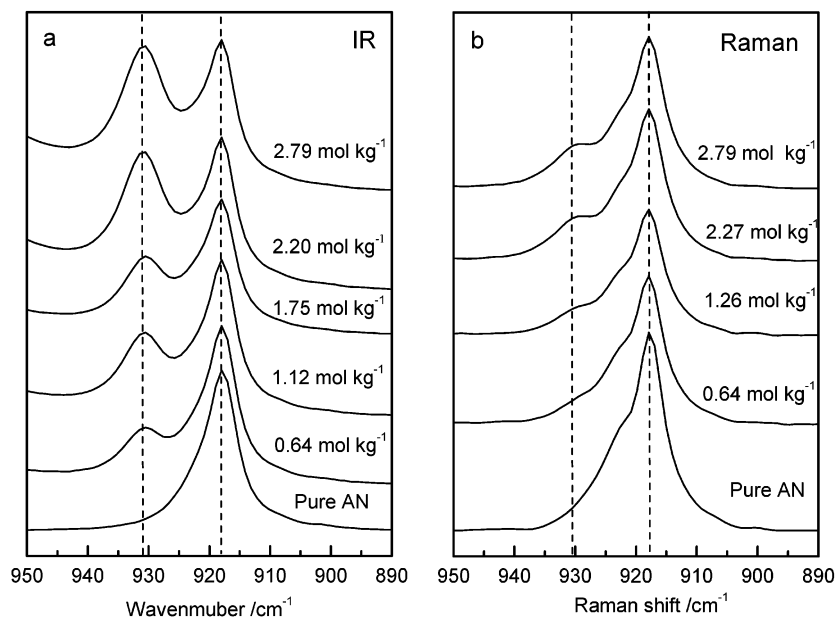 a
IR
2.79 mol kg⁻¹
2.20 mol kg⁻¹
1.75 mol kg⁻¹
1.12 mol kg⁻¹
0.64 mol kg⁻¹
Pure AN
950 940 930 920 910 900 890
Wavenmuber /cm⁻¹
b
Raman
2.79 mol kg⁻¹
2.27 mol kg⁻¹
1.26 mol kg⁻¹
0.64 mol kg⁻¹
Pure AN
950 940 930 920 910 900 890
Raman shift /cm⁻¹